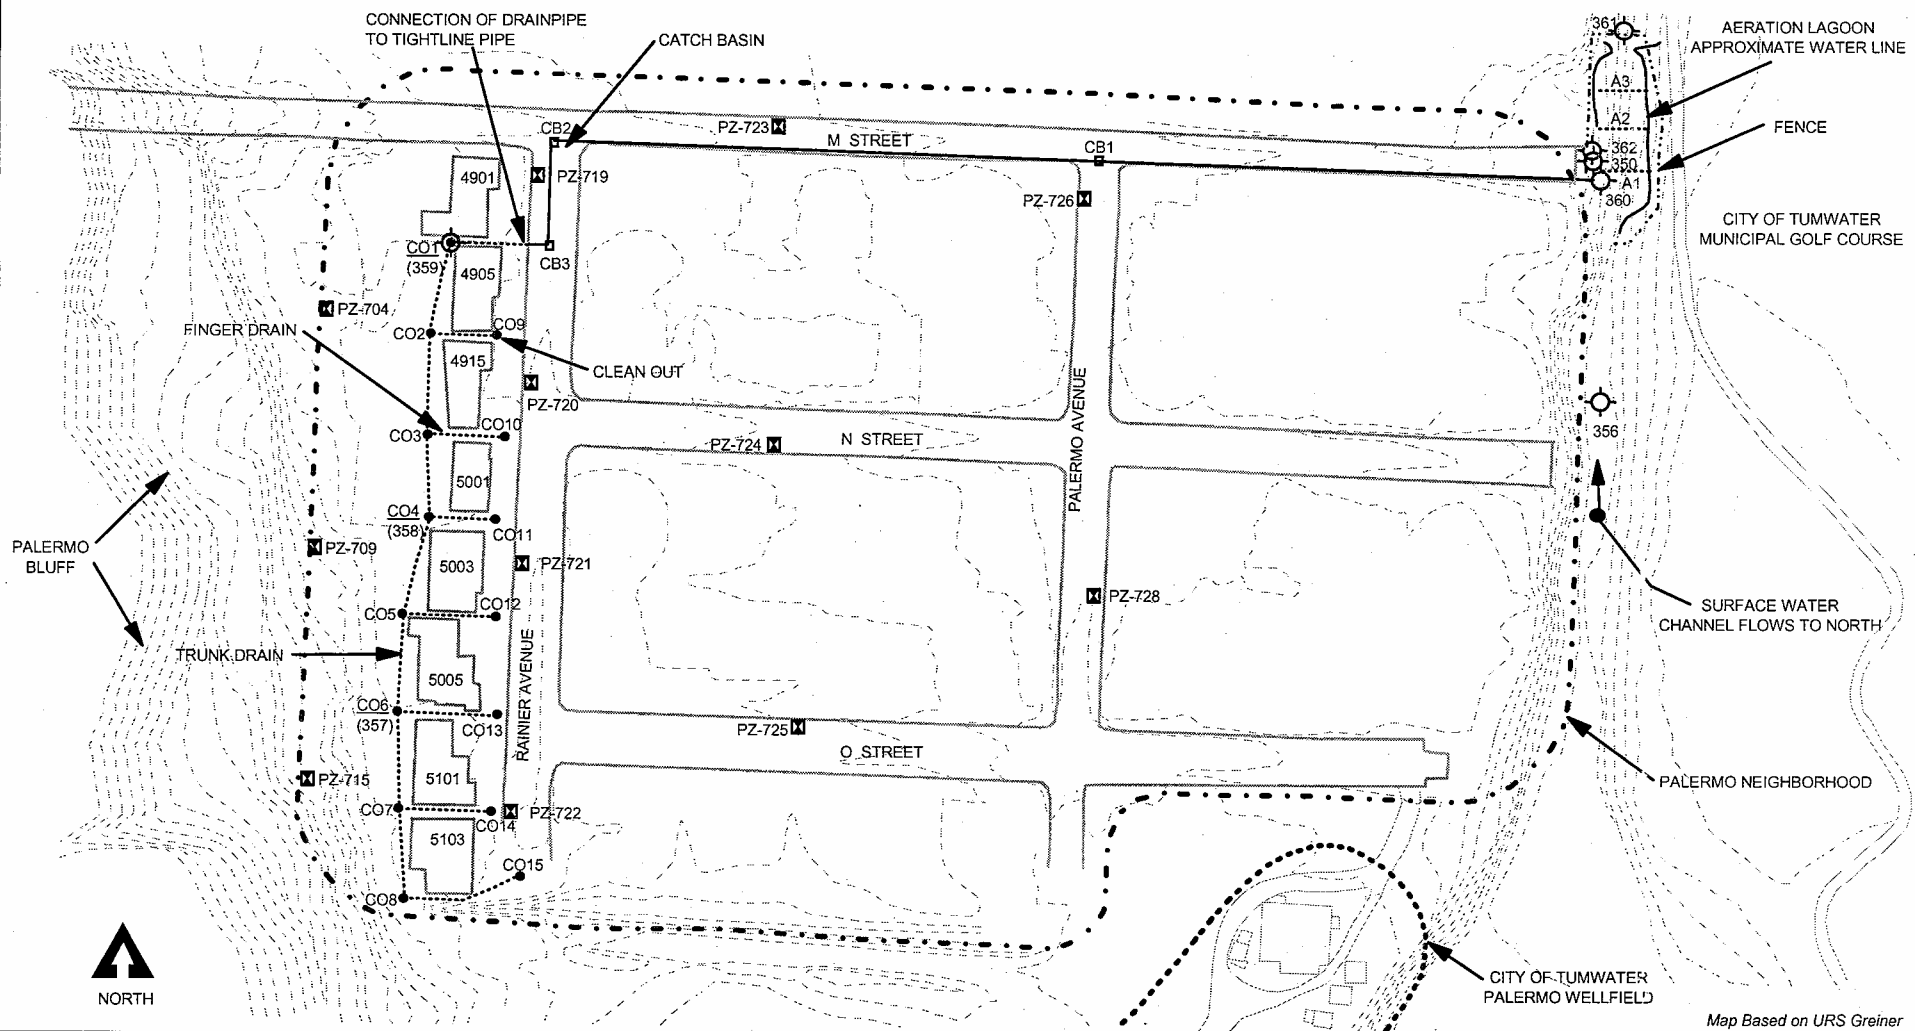 CONNECTION OF DRAINPIPE
TO TIGHTLINE PIPE
CATCH BASIN
361
AERATION LAGOON
APPROXIMATE WATER LINE
A3
A2
FENCE
CB2
PZ-723
M STREET
CB1
362
350
A1
360
4901
PZ-719
PZ-726
CITY OF TUMWATER
MUNICIPAL GOLF COURSE
CO1
(359)
4905
CB3
PZ-704
FINGER DRAIN
CO2
CO9
4915
CLEAN OUT
PZ-720
PALERMO AVENUE
CO3
CO10
PZ-724
N STREET
356
5001
CO4
(358)
CO11
PALERMO
BLUFF
PZ-709
5003
PZ-721
CO5
CO12
PZ-728
SURFACE WATER
CHANNEL FLOWS TO NORTH
TRUNK DRAIN
5005
RAINIER AVENUE
CO6
(357)
CO13
PZ-725
O STREET
PZ-715
5101
PALERMO NEIGHBORHOOD
CO7
CO14
PZ-722
5103
CO15
CO8
NORTH
CITY OF TUMWATER
PALERMO WELLFIELD
Map Based on URS Greiner